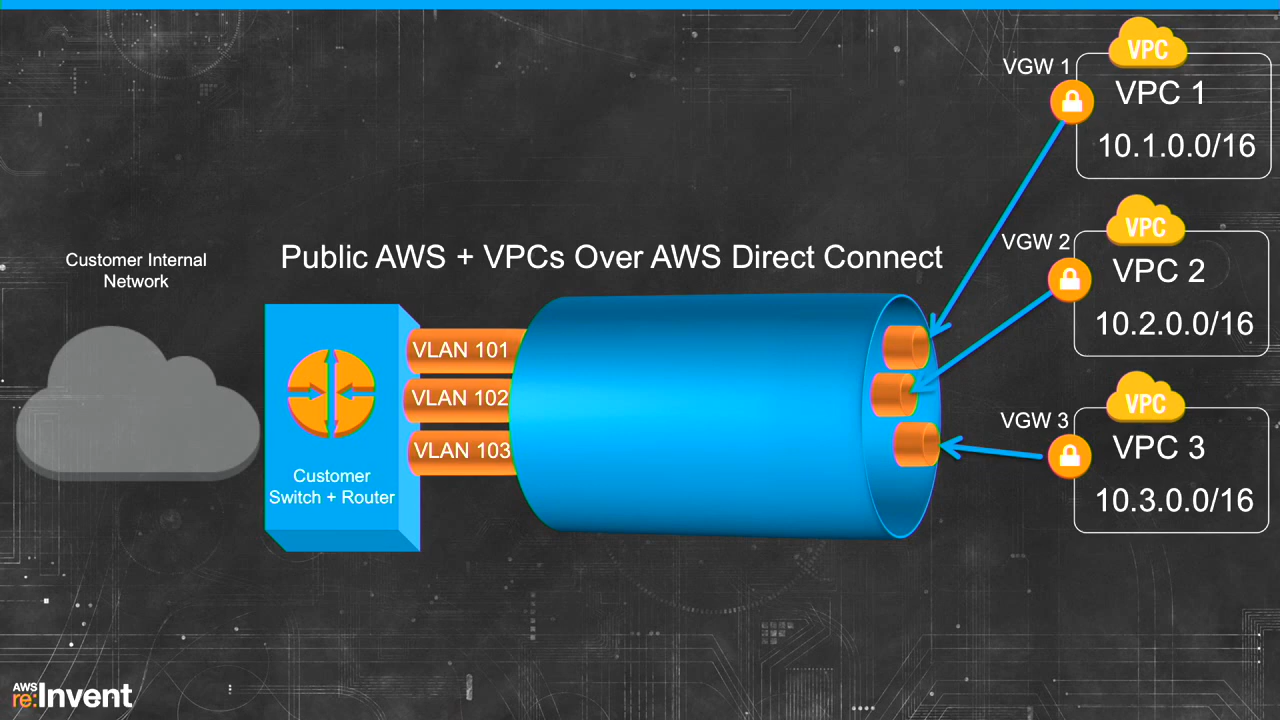 VPC
VGW 1
VPC 1
10.1.0.0/16
VPC
VGW 2
VPC 2
10.2.0.0/16
VPC
VGW 3
VPC 3
10.3.0.0/16
Public AWS + VPCs Over AWS Direct Connect
Customer Internal
Network
VLAN 101
VLAN 102
VLAN 103
Customer
Switch + Router
AWS
re:Invent